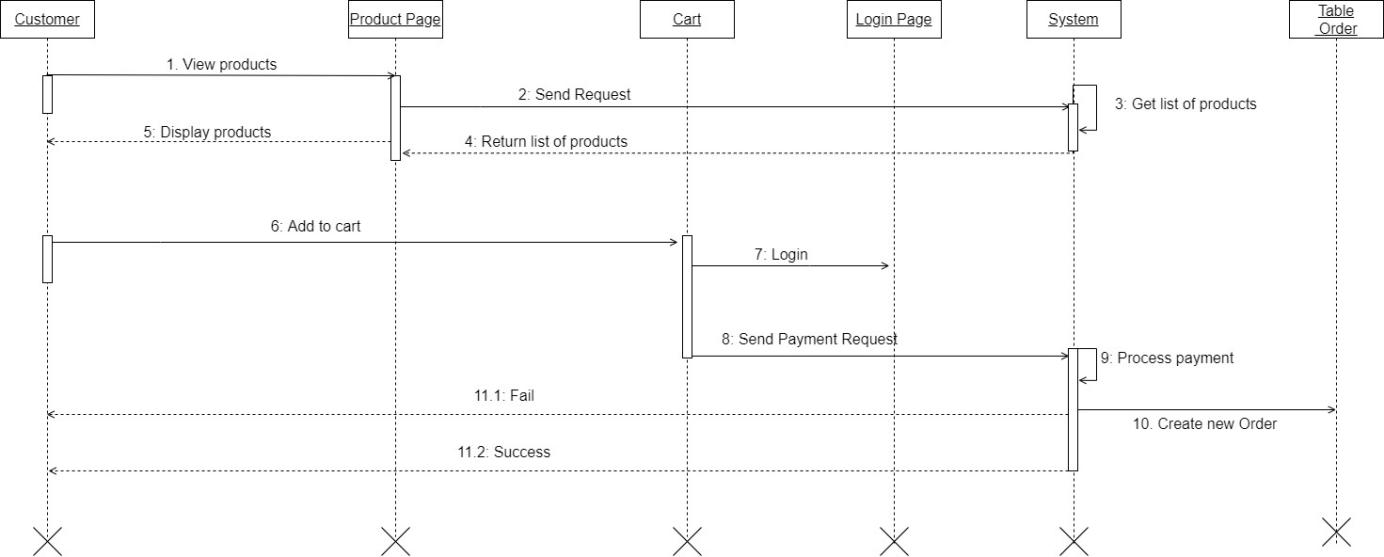 Customer
Product Page
Cart
Login Page
System
Table
Order
1. View products
2: Send Request
3: Get list of products
5: Display products
4: Return list of products
6: Add to cart
7: Login
8: Send Payment Request
9: Process payment
11.1: Fail
10. Create new Order
11.2: Success